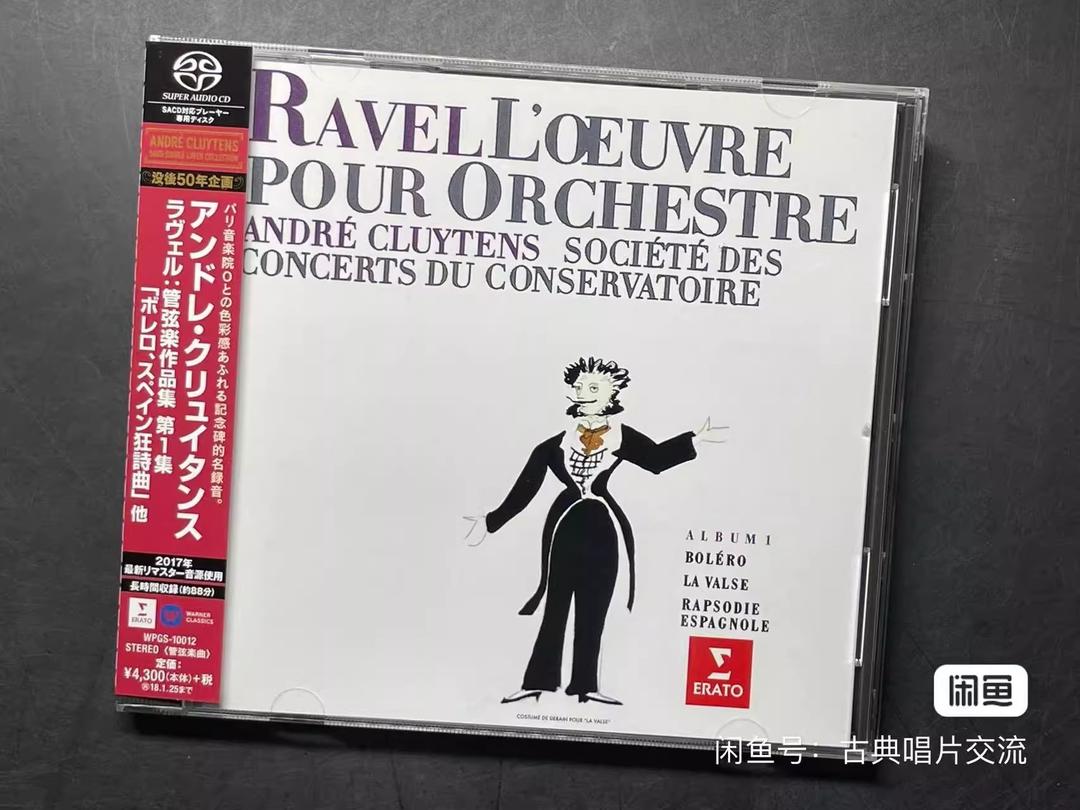 SUPER AUDIO CD
SACD対応プレーヤー
専用ディスク
ANDRÉ CLUYTENS
没後50年企画
パリ音楽院Oとの色彩感あふれる記念碑的名録音。
アンドレ・クリュイタンス
ラヴェル:管弦楽作品集 第1集
「ボレロ、スペイン狂詩曲」他
2017年
最新リマスター音源使用
長時間収録(約88分)
ERATO
WARNER
CLASSICS
WPGS-10012
STEREO〈管弦楽曲〉
定価:
¥4,300(本体)+税
18.1.25まで
RAVEL L'ŒUVRE
POUR ORCHESTRE
ANDRÉ CLUYTENS SOCIÉTÉ DES
CONCERTS DU CONSERVATOIRE
ALBUM 1
BOLÉRO
LA VALSE
RAPSODIE
ESPAGNOLE
ERATO
COSTUME DE DERAIN POUR "LA VALSE"
闲鱼
闲鱼号：古典唱片交流